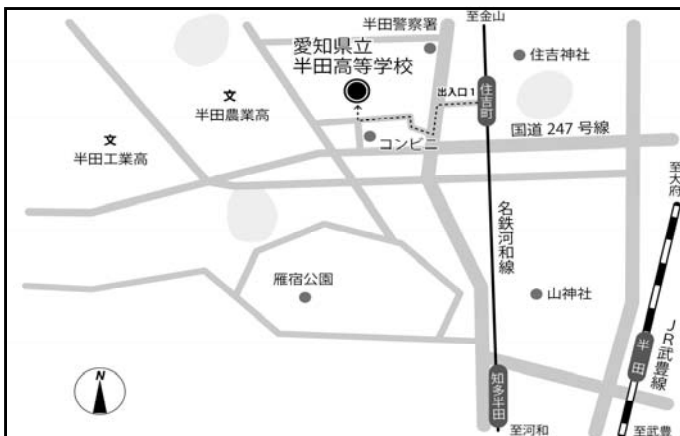 至金山
半田警察署
愛知県立
半田高等学校
住吉神社
文
半田農業高
出入口1
住吉町
国道247号線
コンビニ
文
半田工業高
至大府
名鉄河和線
雁宿公園
山神社
JR武豊線
半田
知多半田
N
至河和
至武豊